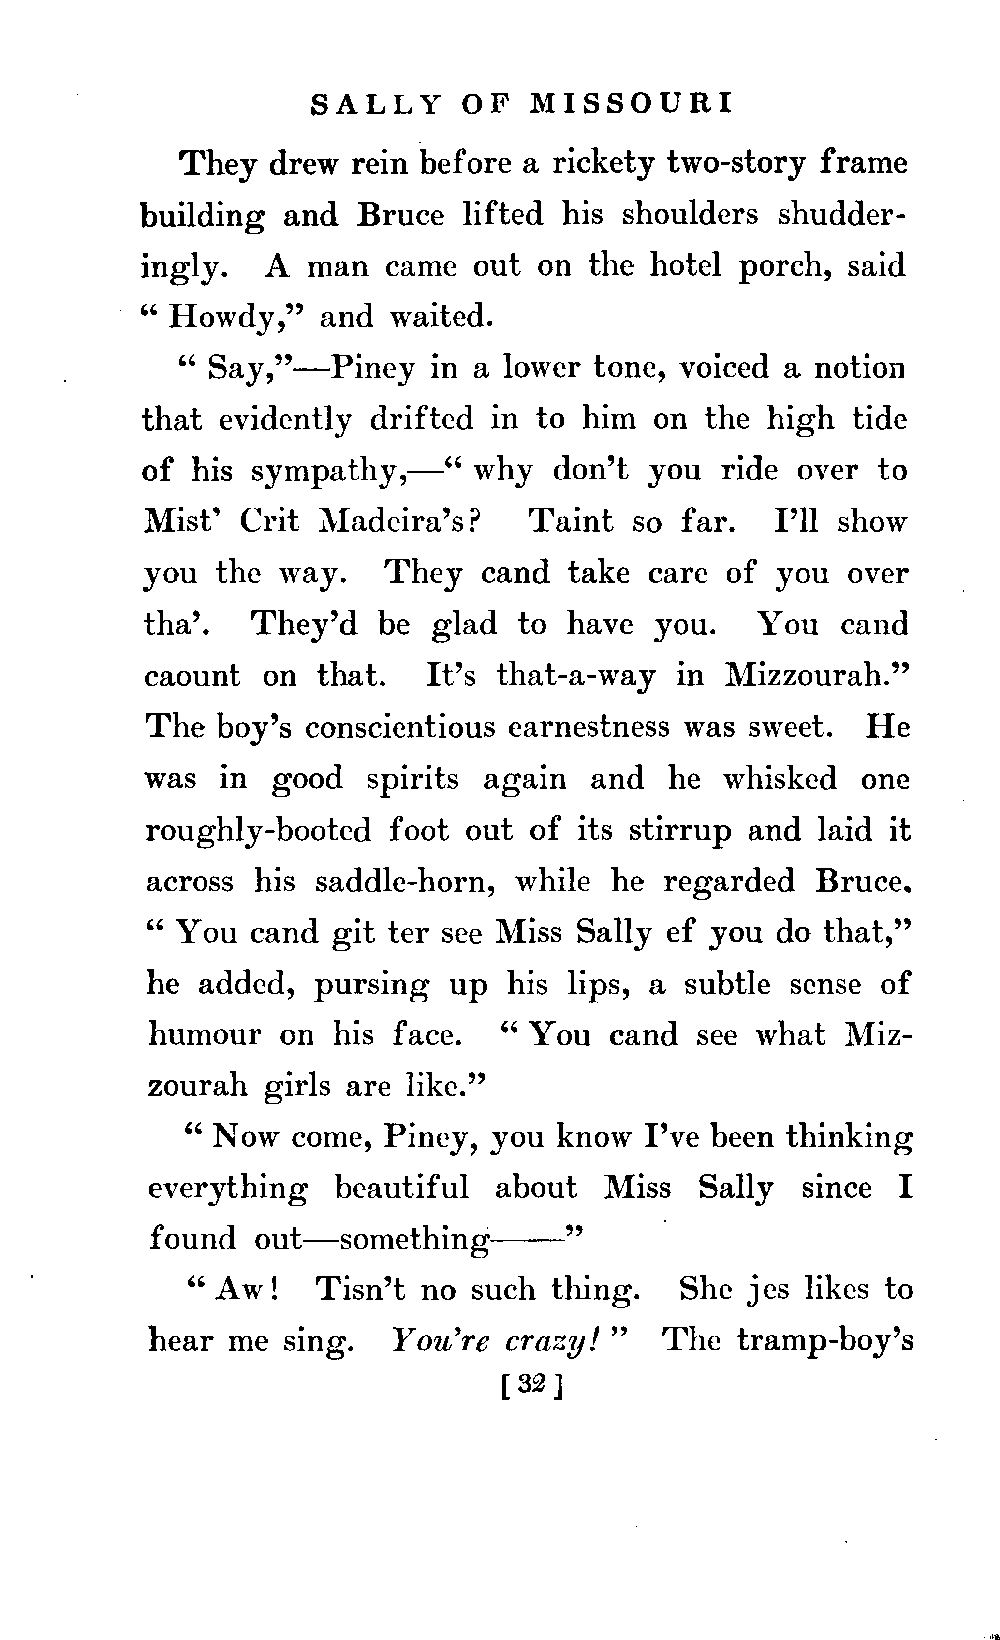 SALLY OF MISSOURI
They drew rein before a rickety two-story frame
building and Bruce lifted his shoulders shudder-
ingly. A man came out on the hotel porch, said
“ Howdy,” and waited.
“ Say,”—Piney in a lower tone, voiced a notion
that evidently drifted in to him on the high tide
of his sympathy,—“ why don’t you ride over to
Mist’ Crit Madeira’s? Taint so far. I’ll show
you the way. They cand take care of you over
tha’. They’d be glad to have you. You cand
caount on that. It’s that-a-way in Mizzourah.”
The boy’s conscientious earnestness was sweet. He
was in good spirits again and he whisked one
roughly-booted foot out of its stirrup and laid it
across his saddle-horn, while he regarded Bruce.
“ You cand git ter see Miss Sally ef you do that,”
he added, pursing up his lips, a subtle sense of
humour on his face. “ You cand see what Miz-
zourah girls are like.”
“ Now come, Piney, you know I’ve been thinking
everything beautiful about Miss Sally since I
found out—something——”
“ Aw! Tisn’t no such thing. She jes likes to
hear me sing. You’re crazy! ” The tramp-boy’s
[ 32 ]